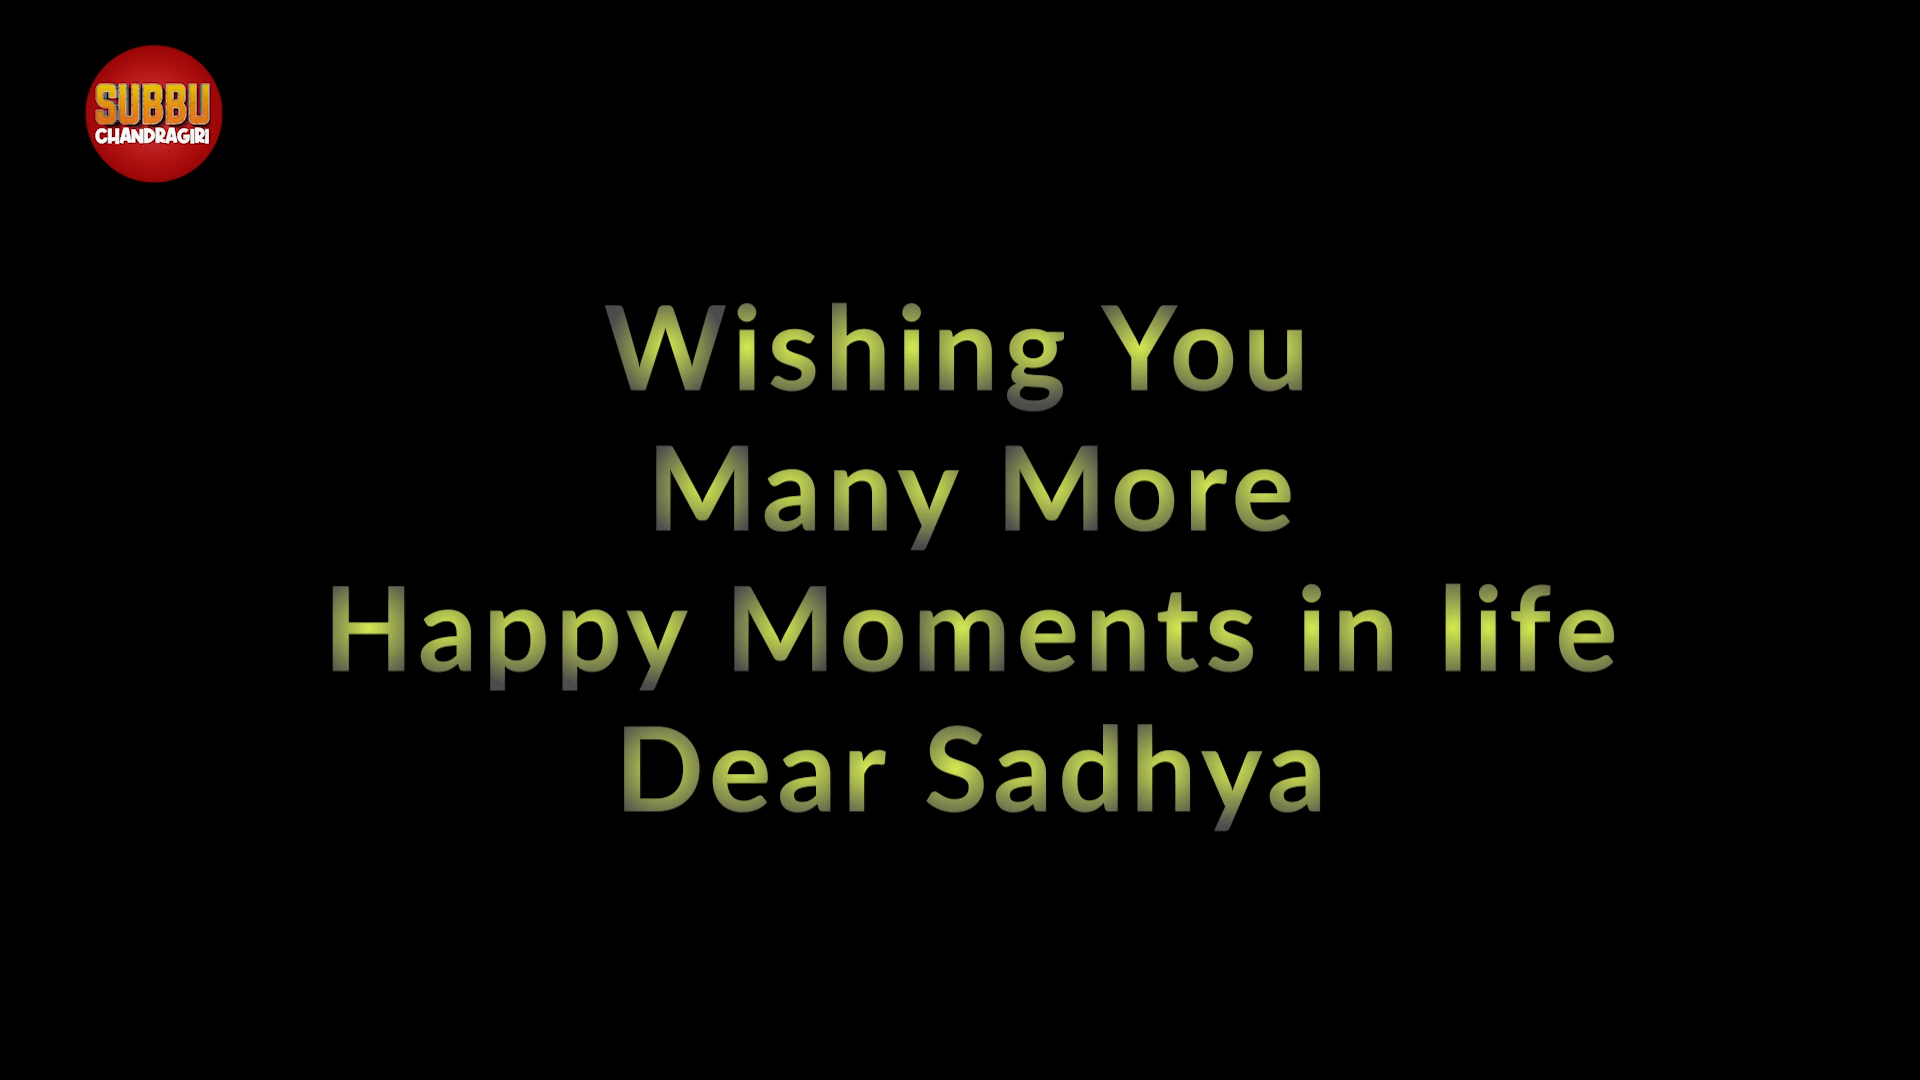 SUBBU
CHANDRAGIRI
Wishing You
Many More
Happy Moments in life
Dear Sadhya